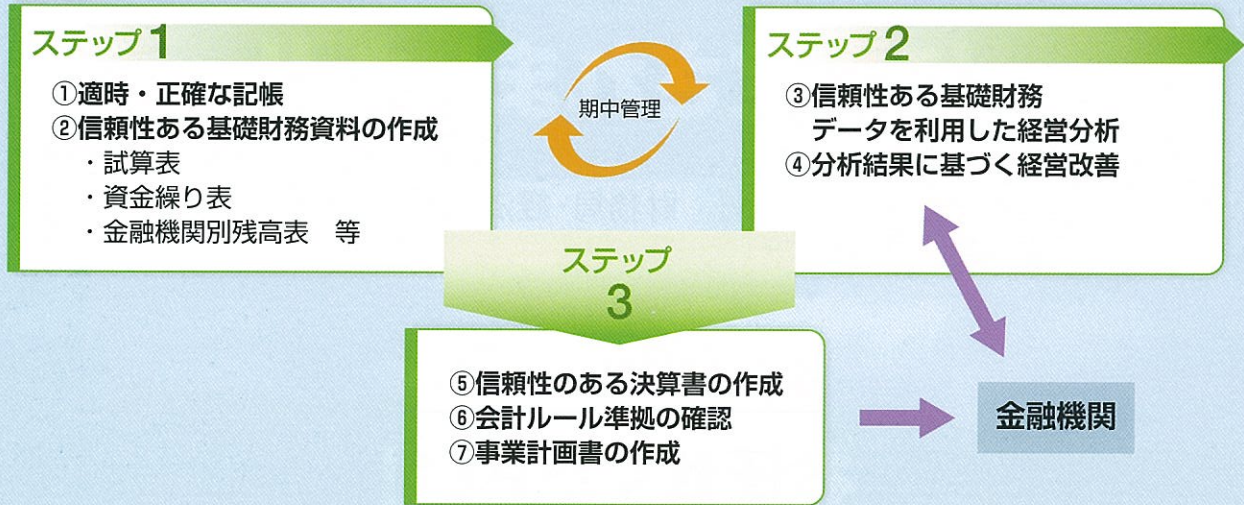 ステップ1
①適時・正確な記帳
②信頼性ある基礎財務資料の作成
・試算表
・資金繰り表
・金融機関別残高表　等
期中管理
ステップ2
③信頼性ある基礎財務
データを利用した経営分析
④分析結果に基づく経営改善
ステップ
3
⑤信頼性のある決算書の作成
⑥会計ルール準拠の確認
⑦事業計画書の作成
金融機関